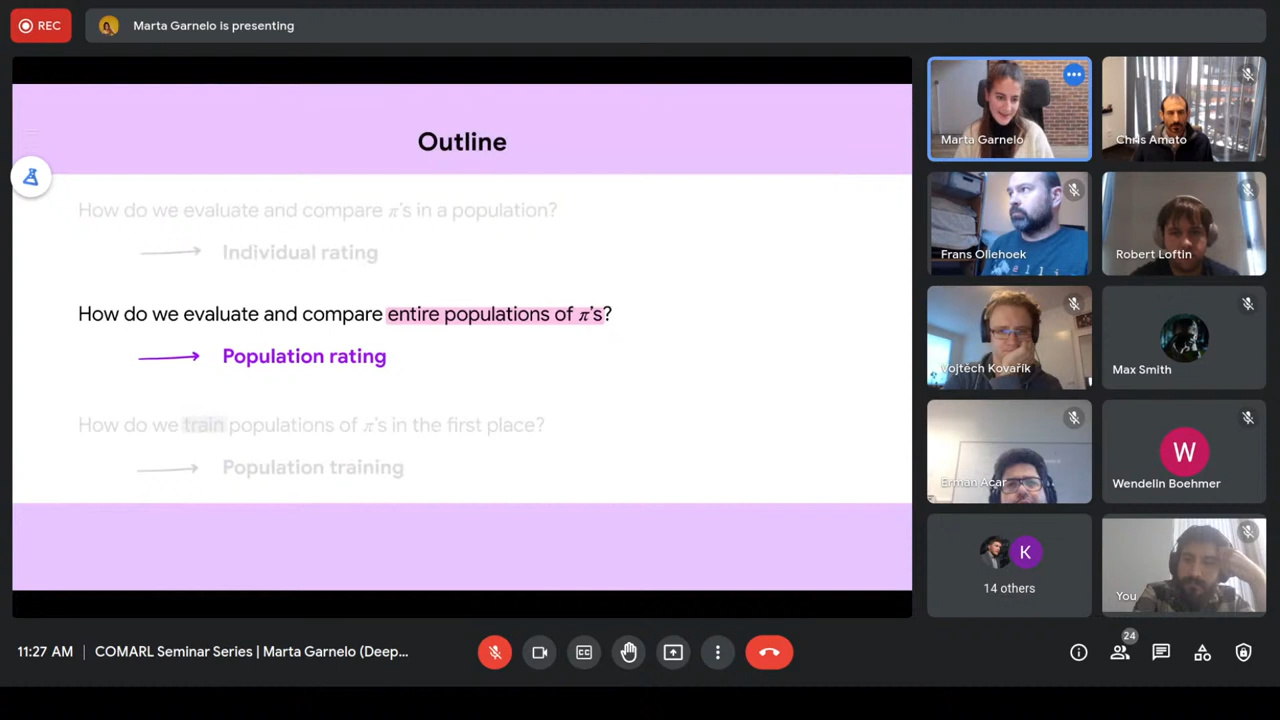 REC
Marta Garnelo is presenting
Outline
How do we evaluate and compare π's in a population?
Individual rating
How do we evaluate and compare entire populations of π's?
Population rating
How do we train populations of π's in the first place?
Population training
Marta Garnelo
Chris Amato
Frans Oliehoek
Robert Loftin
Vojtěch Kovařík
Max Smith
Erman Acar
W
Wendelin Boehmer
K
14 others
You
11:27 AM | COMARL Seminar Series | Marta Garnelo (Deep...
CC
24